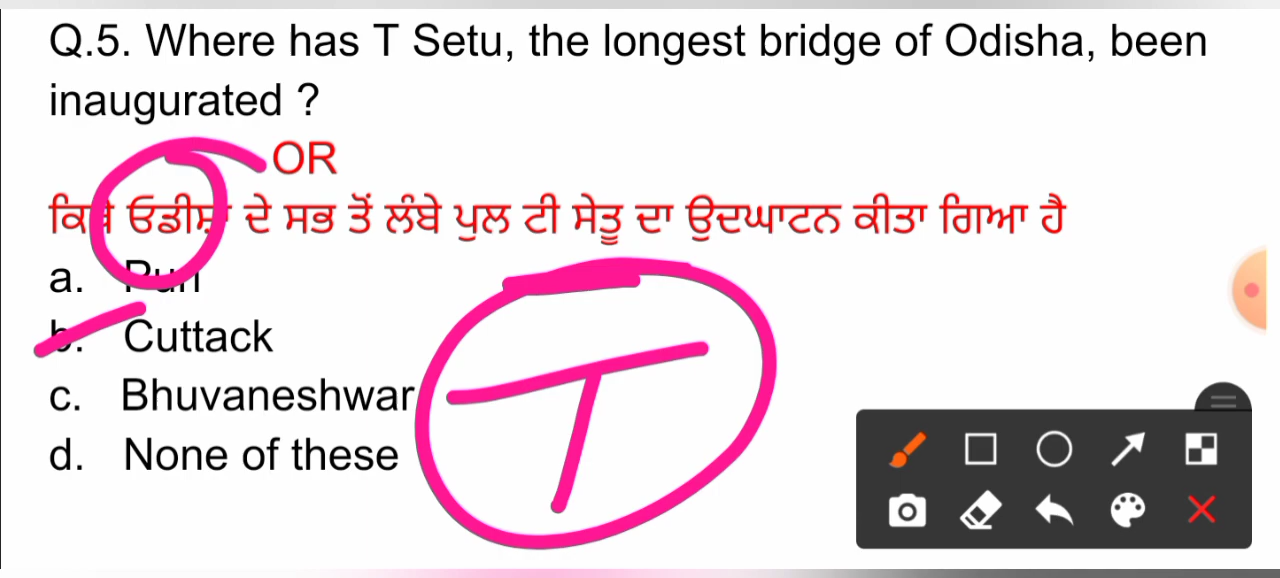 Q.5. Where has T Setu, the longest bridge of Odisha, been
inaugurated ?
OR
ਕਿਥੇ ਓਡੀਸ਼ਾ ਦੇ ਸਭ ਤੋਂ ਲੰਬੇ ਪੁਲ ਟੀ ਸੇਤੂ ਦਾ ਉਦਘਾਟਨ ਕੀਤਾ ਗਿਆ ਹੈ
a. Puri
b. Cuttack
c. Bhuvaneshwar
d. None of these
T